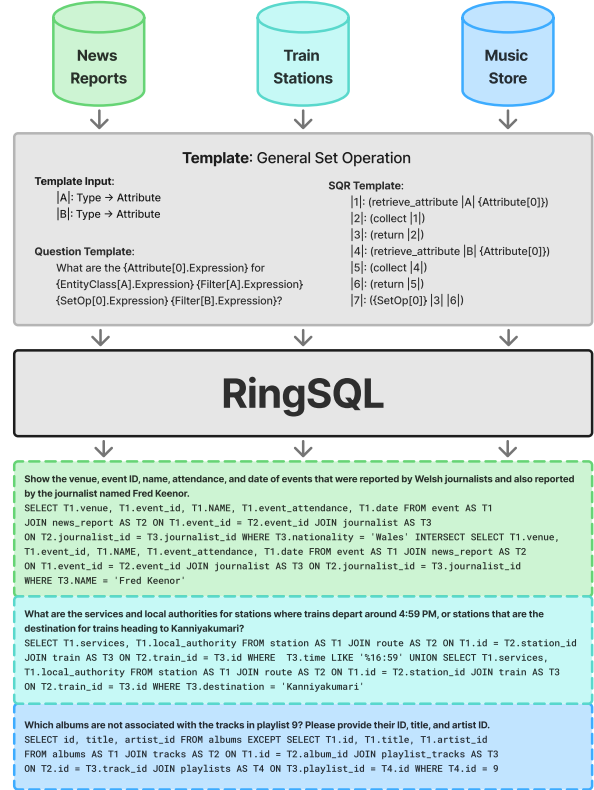 News
Reports
Train
Stations
Music
Store
Template: General Set Operation
Template Input:
|A|: Type → Attribute
|B|: Type → Attribute
Question Template:
What are the {Attribute[0].Expression} for
{EntityClass[A].Expression} {Filter[A].Expression}
{SetOp[0].Expression} {Filter[B].Expression}?
SQR Template:
|1|: (retrieve_attribute |A| {Attribute[0]})
|2|: (collect |1|)
|3|: (return |2|)
|4|: (retrieve_attribute |B| {Attribute[0]})
|5|: (collect |4|)
|6|: (return |5|)
|7|: ({SetOp[0]} |3| |6|)
RingSQL
Show the venue, event ID, name, attendance, and date of events that were reported by Welsh journalists and also reported
by the journalist named Fred Keenor.
SELECT T1.venue, T1.event_id, T1.NAME, T1.event_attendance, T1.date FROM event AS T1
JOIN news_report AS T2 ON T1.event_id = T2.event_id JOIN journalist AS T3
ON T2.journalist_id = T3.journalist_id WHERE T3.nationality = 'Wales' INTERSECT SELECT T1.venue,
T1.event_id, T1.NAME, T1.event_attendance, T1.date FROM event AS T1 JOIN news_report AS T2
ON T1.event_id = T2.event_id JOIN journalist AS T3 ON T2.journalist_id = T3.journalist_id
WHERE T3.NAME = 'Fred Keenor'
What are the services and local authorities for stations where trains depart around 4:59 PM, or stations that are the
destination for trains heading to Kanniyakumari?
SELECT T1.services, T1.local_authority FROM station AS T1 JOIN route AS T2 ON T1.id = T2.station_id
JOIN train AS T3 ON T2.train_id = T3.id WHERE  T3.time LIKE '%16:59' UNION SELECT T1.services,
T1.local_authority FROM station AS T1 JOIN route AS T2 ON T1.id = T2.station_id JOIN train AS T3
ON T2.train_id = T3.id WHERE T3.destination = 'Kanniyakumari'
Which albums are not associated with the tracks in playlist 9? Please provide their ID, title, and artist ID.
SELECT id, title, artist_id FROM albums EXCEPT SELECT T1.id, T1.title, T1.artist_id
FROM albums AS T1 JOIN tracks AS T2 ON T1.id = T2.album_id JOIN playlist_tracks AS T3
ON T2.id = T3.track_id JOIN playlists AS T4 ON T3.playlist_id = T4.id WHERE T4.id = 9